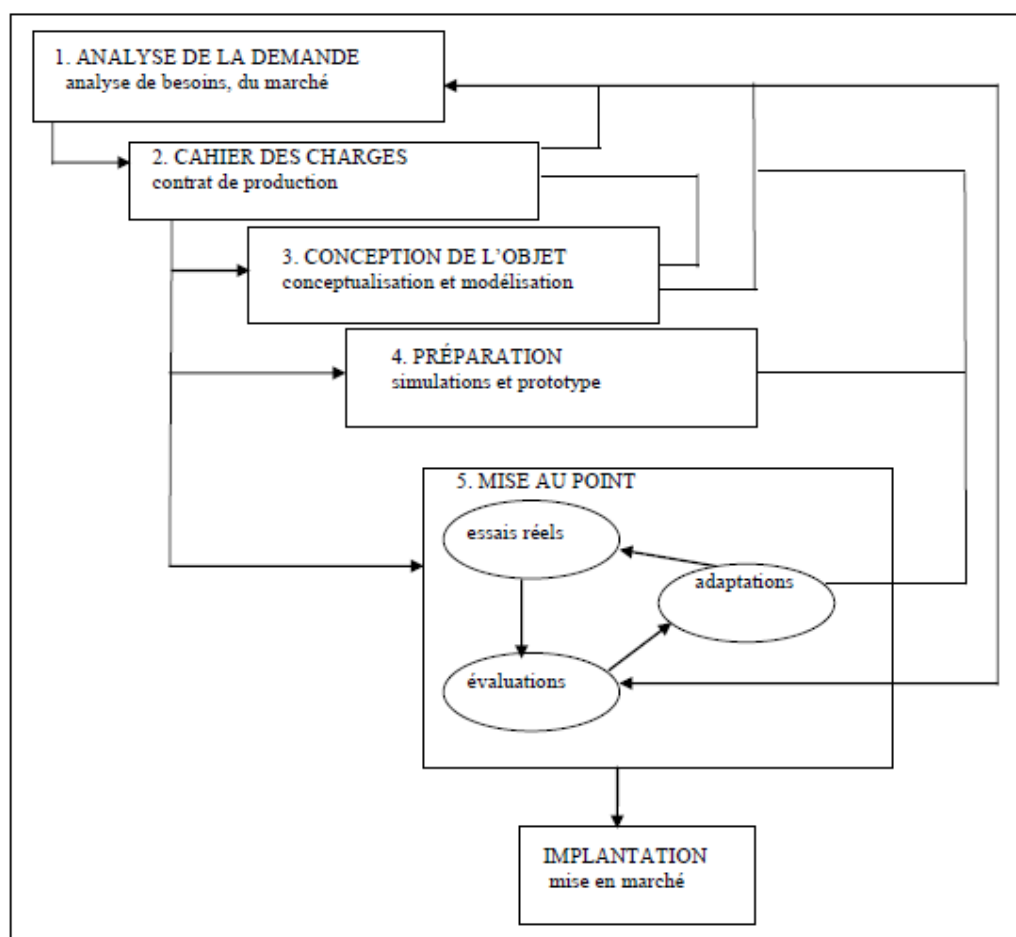 1. ANALYSE DE LA DEMANDE
analyse de besoins, du marché
2. CAHIER DES CHARGES
contrat de production
3. CONCEPTION DE L’OBJET
conceptualisation et modélisation
4. PRÉPARATION
simulations et prototype
5. MISE AU POINT
essais réels
adaptations
évaluations
IMPLANTATION
mise en marché